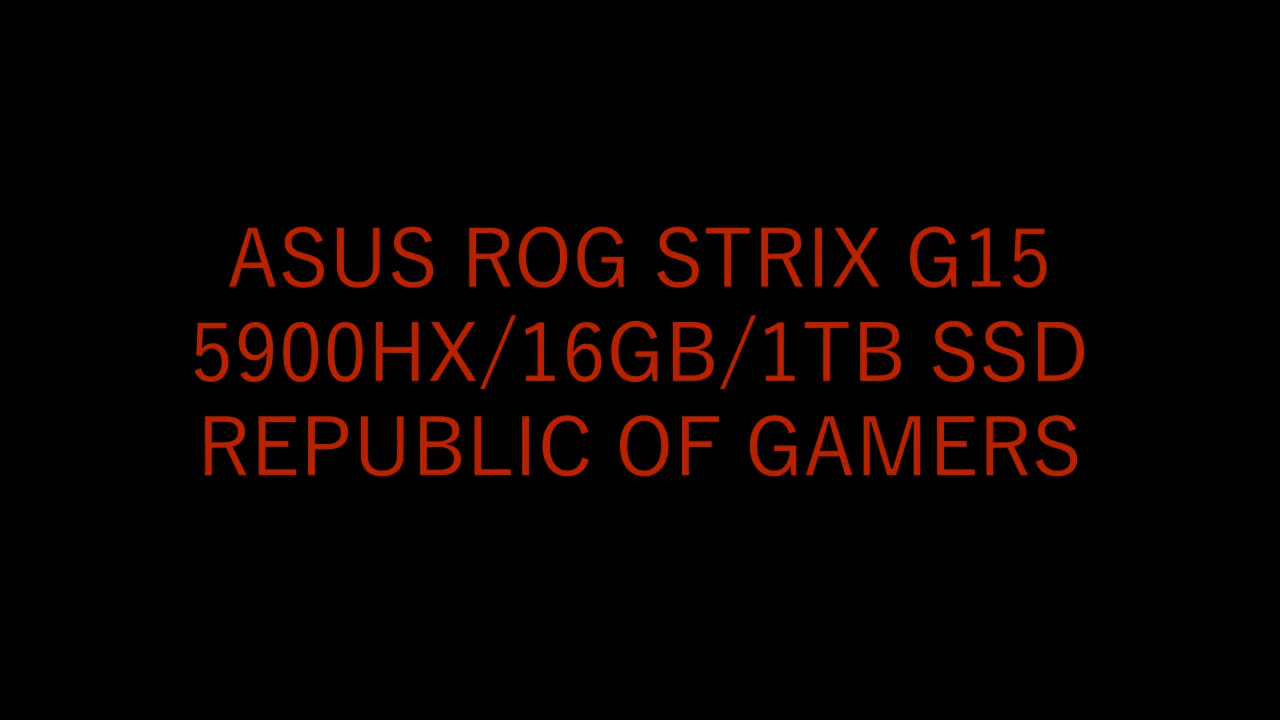 ASUS ROG STRIX G15
5900HX/16GB/1TB SSD
REPUBLIC OF GAMERS